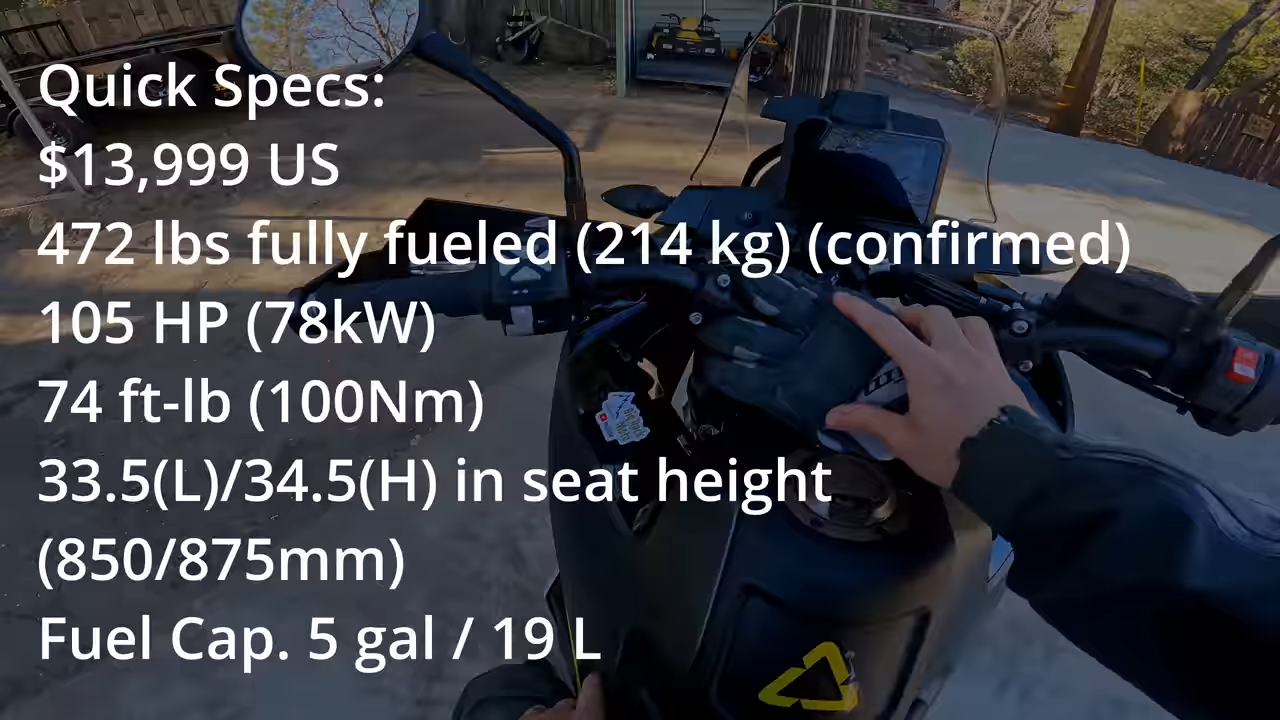 Quick Specs:
$13,999 US
472 lbs fully fueled (214 kg) (confirmed)
105 HP (78kW)
74 ft-lb (100Nm)
33.5(L)/34.5(H) in seat height
(850/875mm)
Fuel Cap. 5 gal / 19 L